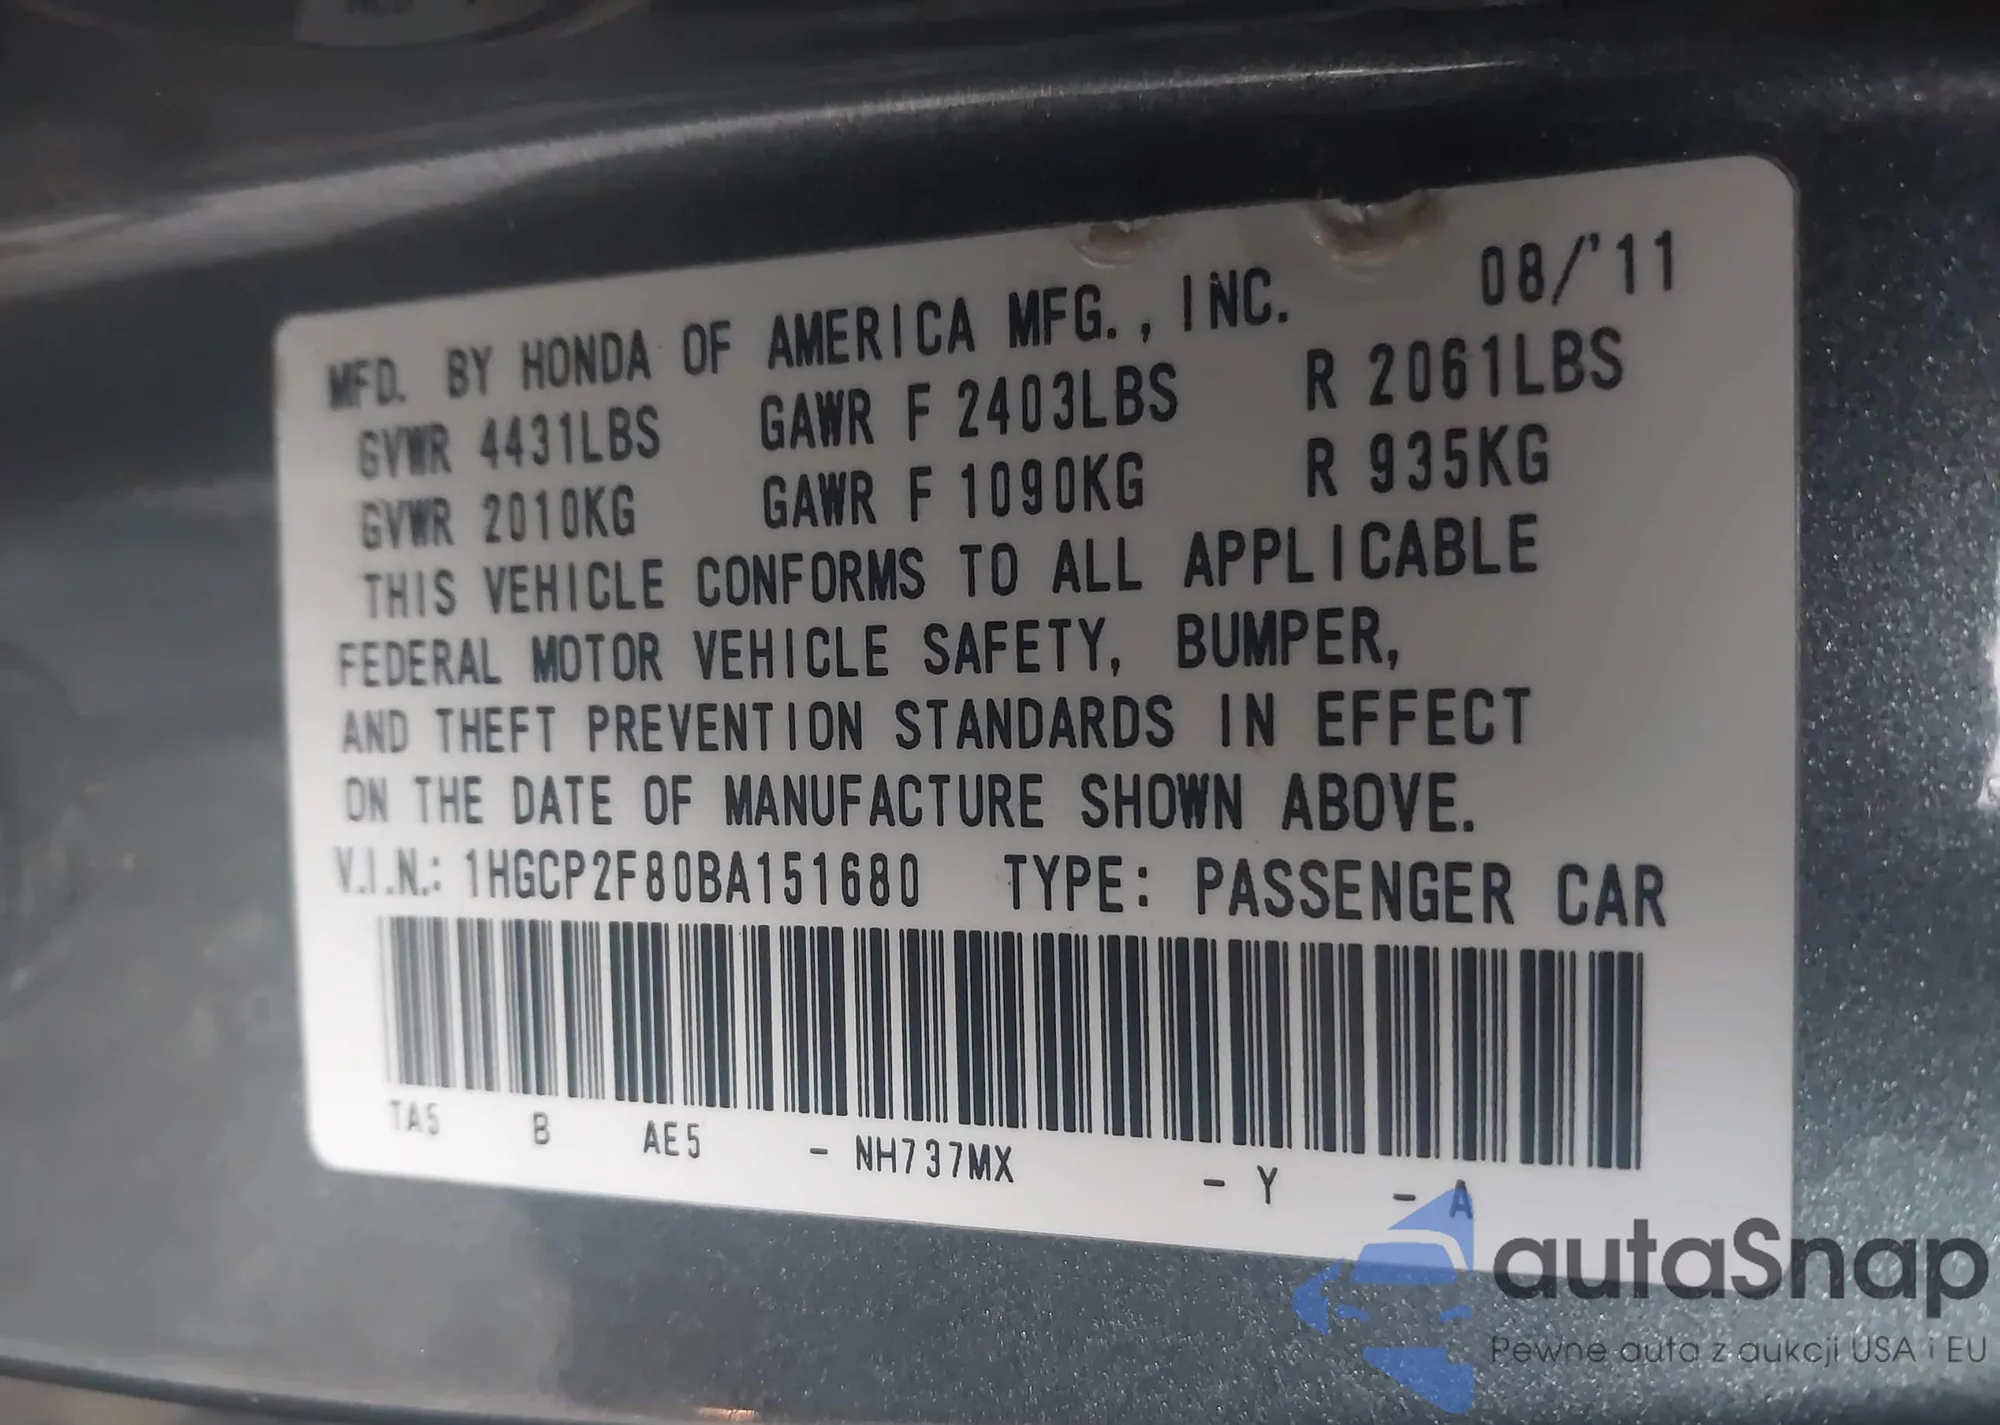 MFD. BY HONDA OF AMERICA MFG., INC. 08/'11
GVWR 4431LBS GAWR F 2403LBS R 2061LBS
GVWR 2010KG GAWR F 1090KG R 935KG
THIS VEHICLE CONFORMS TO ALL APPLICABLE
FEDERAL MOTOR VEHICLE SAFETY, BUMPER,
AND THEFT PREVENTION STANDARDS IN EFFECT
ON THE DATE OF MANUFACTURE SHOWN ABOVE.
V.I.N.: 1HGCP2F80BA151680 TYPE: PASSENGER CAR
TA5 B AE5 - NH737MX - Y - A
autaSnap
Pewne auta z aukcji USA i EU